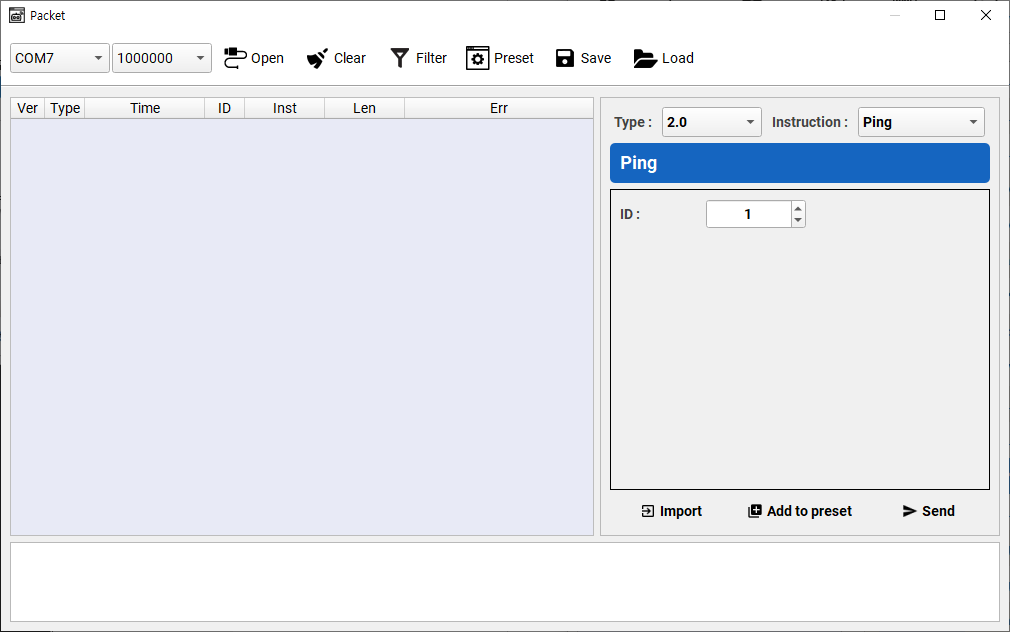 Packet
COM7 1000000 Open Clear Filter Preset Save Load
Ver Type Time ID Inst Len Err
Type : 2.0 Instruction : Ping
Ping
ID : 1
Import Add to preset Send